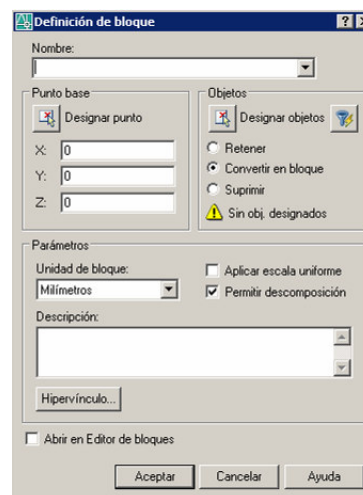 Definición de bloque
Nombre:
Punto base
Designar punto
X: 0
Y: 0
Z: 0
Objetos
Designar objetos
Retener
Convertir en bloque
Suprimir
Sin obj. designados
Parámetros
Unidad de bloque:
Milímetros
Aplicar escala uniforme
Permitir descomposición
Descripción:
Hipervínculo...
Abrir en Editor de bloques
Aceptar Cancelar Ayuda